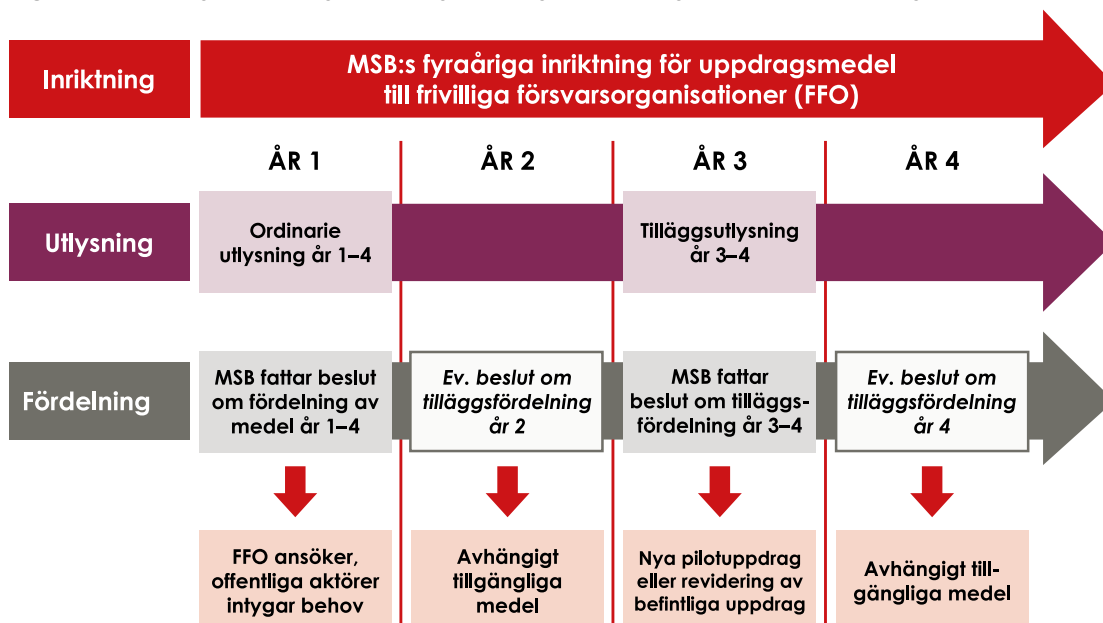 Inriktning
MSB:s fyraåriga inriktning för uppdragsmedel
till frivilliga försvarsorganisationer (FFO)
ÅR 1
ÅR 2
ÅR 3
ÅR 4
Utlysning
Ordinarie
utlysning år 1–4
Tilläggsutlysning
år 3–4
Fördelning
MSB fattar beslut
om fördelning av
medel år 1–4
Ev. beslut om
tilläggsfördelning
år 2
MSB fattar
beslut om tilläggs-
fördelning år 3–4
Ev. beslut om
tilläggsfördelning
år 4
FFO ansöker,
offentliga aktörer
intygar behov
Avhängigt
tillgängliga
medel
Nya pilotuppdrag
eller revidering av
befintliga uppdrag
Avhängigt till-
gängliga medel